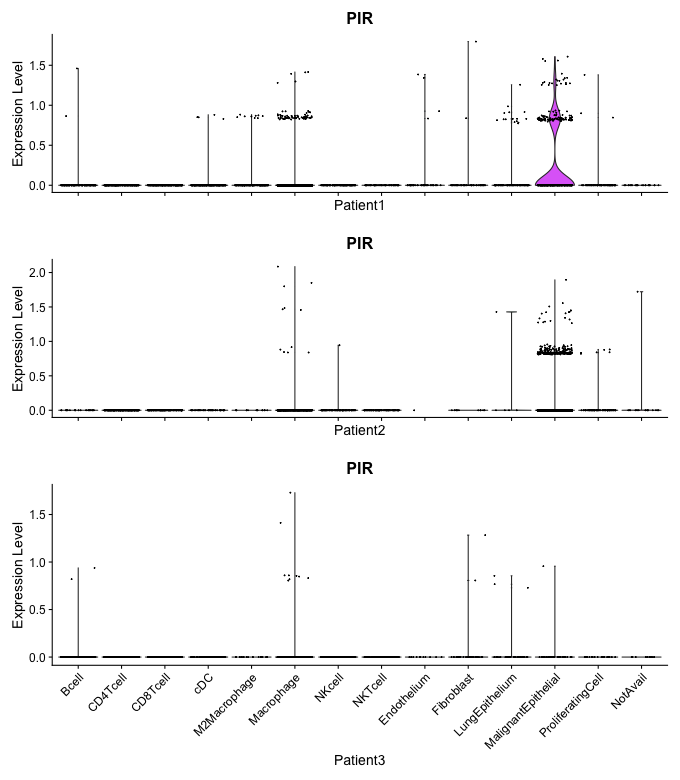 PIR
Expression Level
1.5
1.0
0.5
0.0
Patient1
PIR
Expression Level
2.0
1.5
1.0
0.5
0.0
Patient2
PIR
Expression Level
1.5
1.0
0.5
0.0
Bcell
CD4Tcell
CD8Tcell
cDC
M2Macrophage
Macrophage
NKcell
NKTcell
Endothelium
Fibroblast
LungEpithelium
MalignantEpithelial
ProliferatingCell
NotAvail
Patient3